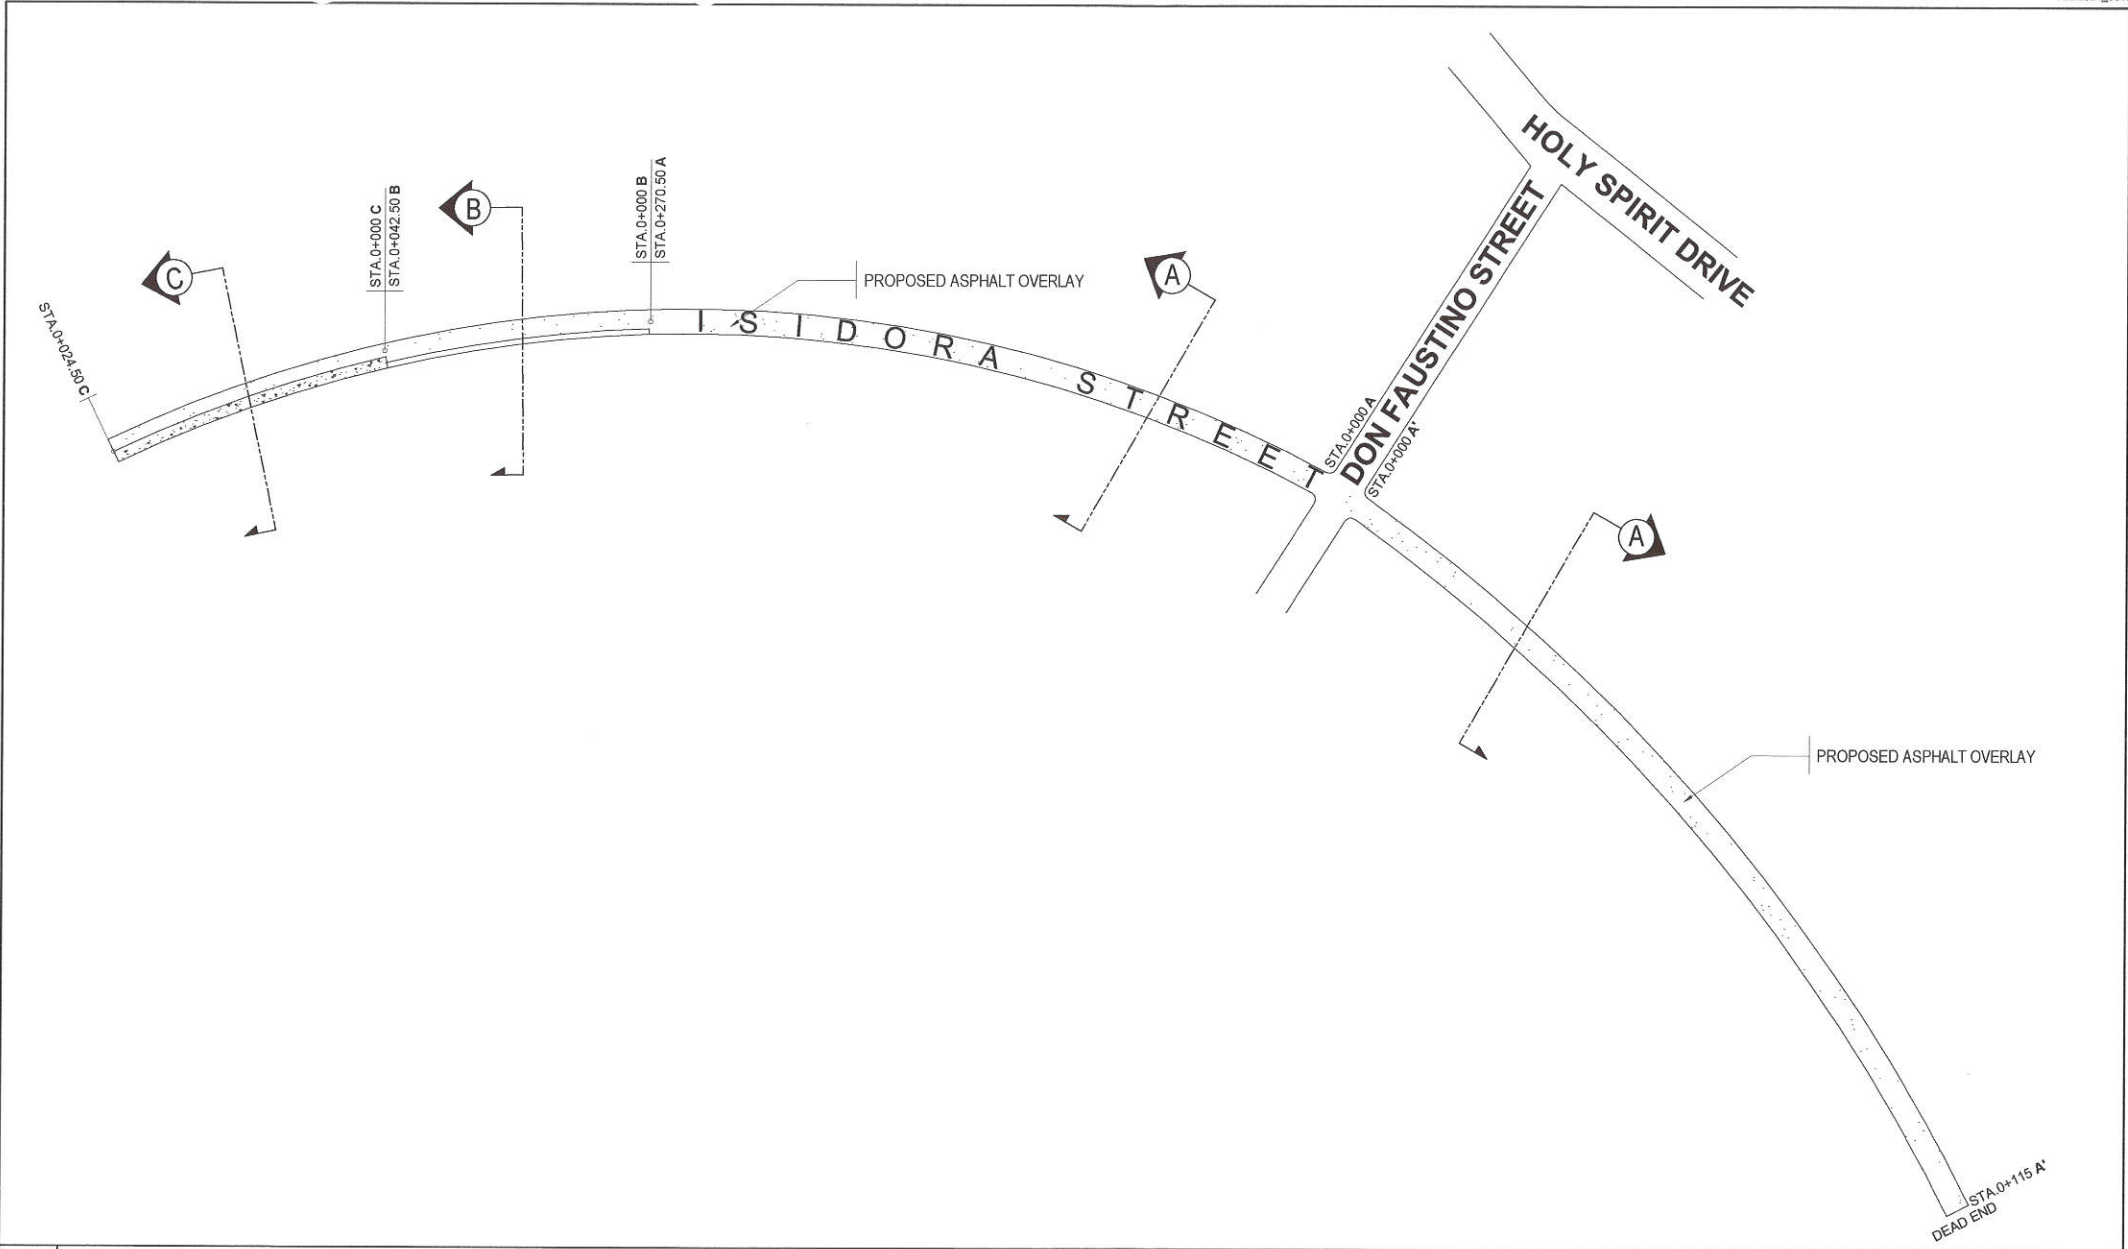 HOLY SPIRIT DRIVE
DON FAUSTINO STREET
STA.0+000 C
STA.0+042.50 B
B
STA.0+000 B
STA.0+270.50 A
C
A
PROPOSED ASPHALT OVERLAY
STA.0+024.50 C
ISIDORA STREET
STA.0+000 A
STA.0+000 A'
A
PROPOSED ASPHALT OVERLAY
STA.0+115 A'
DEAD END